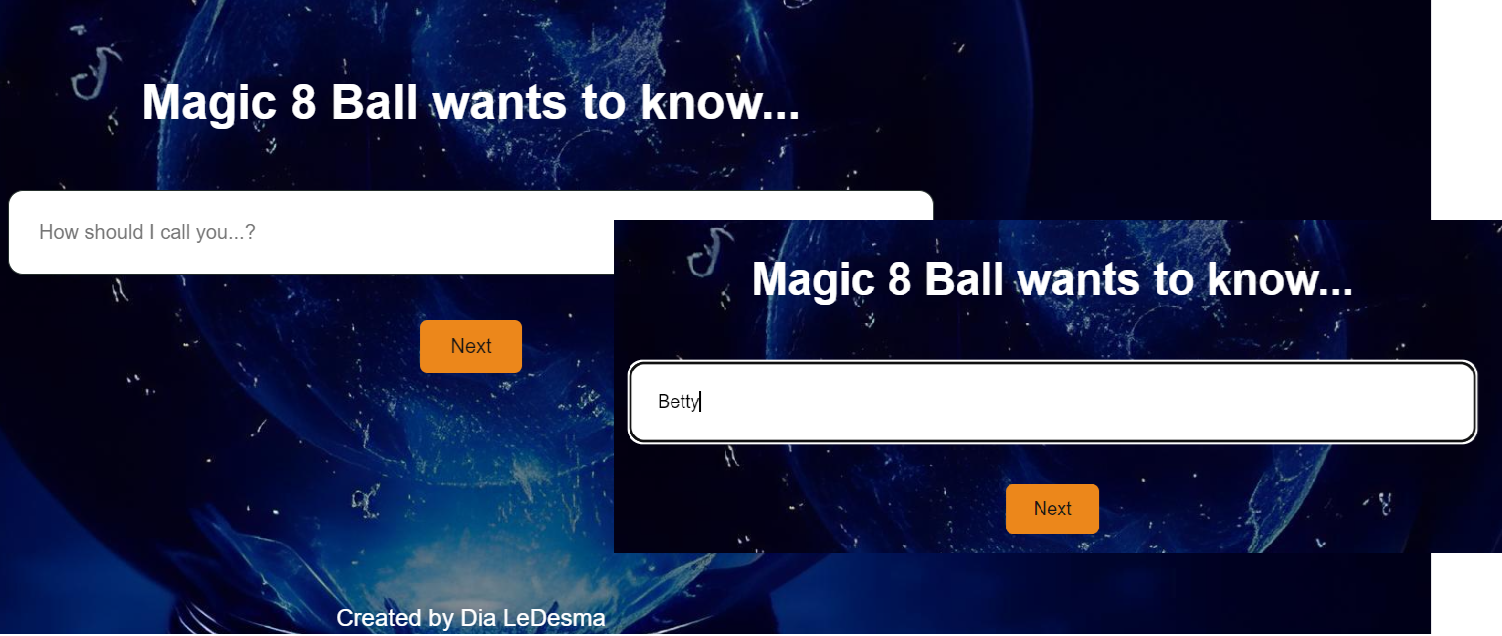 Magic 8 Ball wants to know...
How should I call you...?
Next
Created by Dia LeDesma
Magic 8 Ball wants to know...
Betty
Next